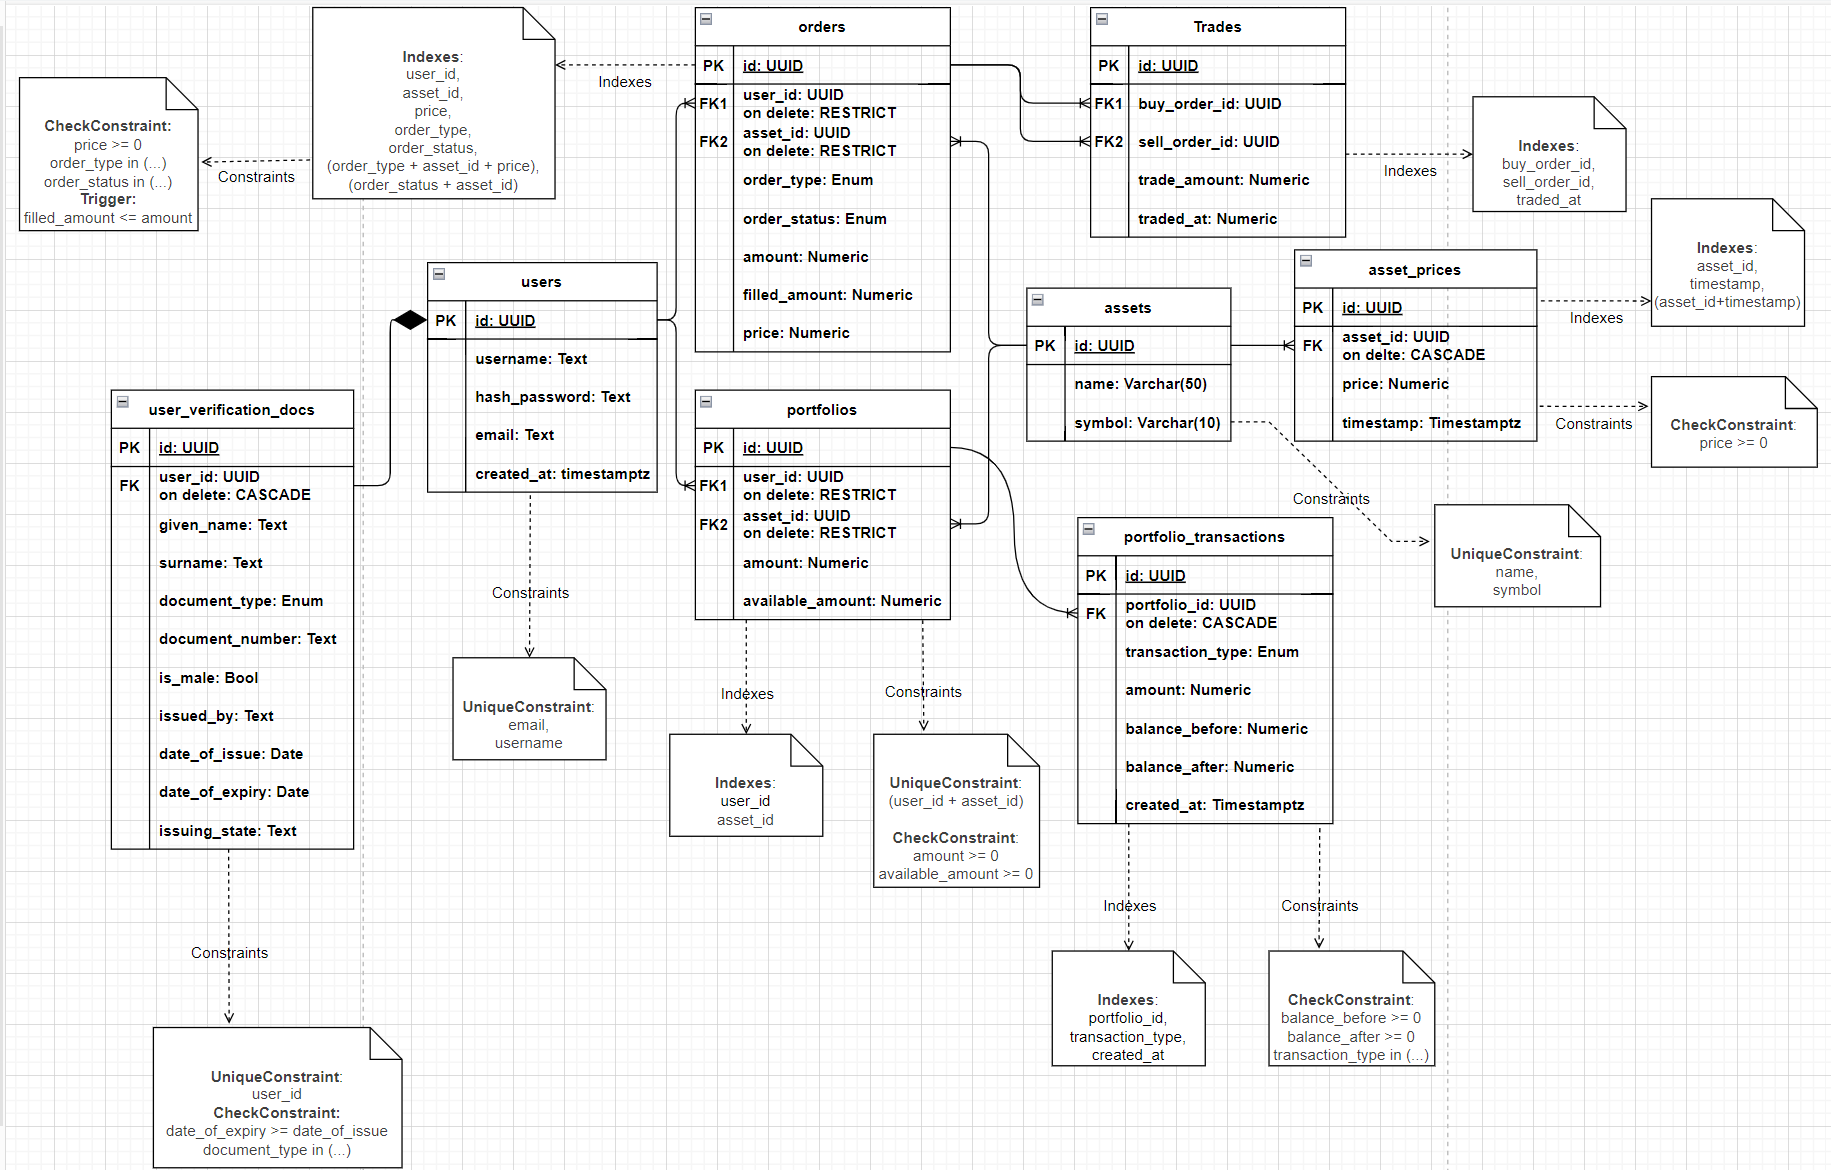 Indexes:
user_id,
asset_id,
price,
order_type,
order_status,
(order_type + asset_id + price),
(order_status + asset_id)
Indexes
CheckConstraint:
price >= 0
order_type in (...)
order_status in (...)
Trigger:
filled_amount <= amount
Constraints
orders
PK id: UUID
FK1 user_id: UUID
on delete: RESTRICT
FK2 asset_id: UUID
on delete: RESTRICT
order_type: Enum
order_status: Enum
amount: Numeric
filled_amount: Numeric
price: Numeric
Trades
PK id: UUID
FK1 buy_order_id: UUID
FK2 sell_order_id: UUID
trade_amount: Numeric
traded_at: Numeric
Indexes
Indexes:
buy_order_id,
sell_order_id,
traded_at
users
PK id: UUID
username: Text
hash_password: Text
email: Text
created_at: timestamptz
Constraints
UniqueConstraint:
email,
username
assets
PK id: UUID
name: Varchar(50)
symbol: Varchar(10)
Constraints
UniqueConstraint:
name,
symbol
asset_prices
PK id: UUID
FK asset_id: UUID
on delte: CASCADE
price: Numeric
timestamp: Timestamptz
Indexes
Indexes:
asset_id,
timestamp,
(asset_id+timestamp)
Constraints
CheckConstraint:
price >= 0
user_verification_docs
PK id: UUID
FK user_id: UUID
on delete: CASCADE
given_name: Text
surname: Text
document_type: Enum
document_number: Text
is_male: Bool
issued_by: Text
date_of_issue: Date
date_of_expiry: Date
issuing_state: Text
Constraints
UniqueConstraint:
user_id
CheckConstraint:
date_of_expiry >= date_of_issue
document_type in (...)
portfolios
PK id: UUID
FK1 user_id: UUID
on delete: RESTRICT
FK2 asset_id: UUID
on delete: RESTRICT
amount: Numeric
available_amount: Numeric
Indexes
Indexes:
user_id
asset_id
Constraints
UniqueConstraint:
(user_id + asset_id)
CheckConstraint:
amount >= 0
available_amount >= 0
portfolio_transactions
PK id: UUID
FK portfolio_id: UUID
on delete: CASCADE
transaction_type: Enum
amount: Numeric
balance_before: Numeric
balance_after: Numeric
created_at: Timestamptz
Indexes
Indexes:
portfolio_id,
transaction_type,
created_at
Constraints
CheckConstraint:
balance_before >= 0
balance_after >= 0
transaction_type in (...)